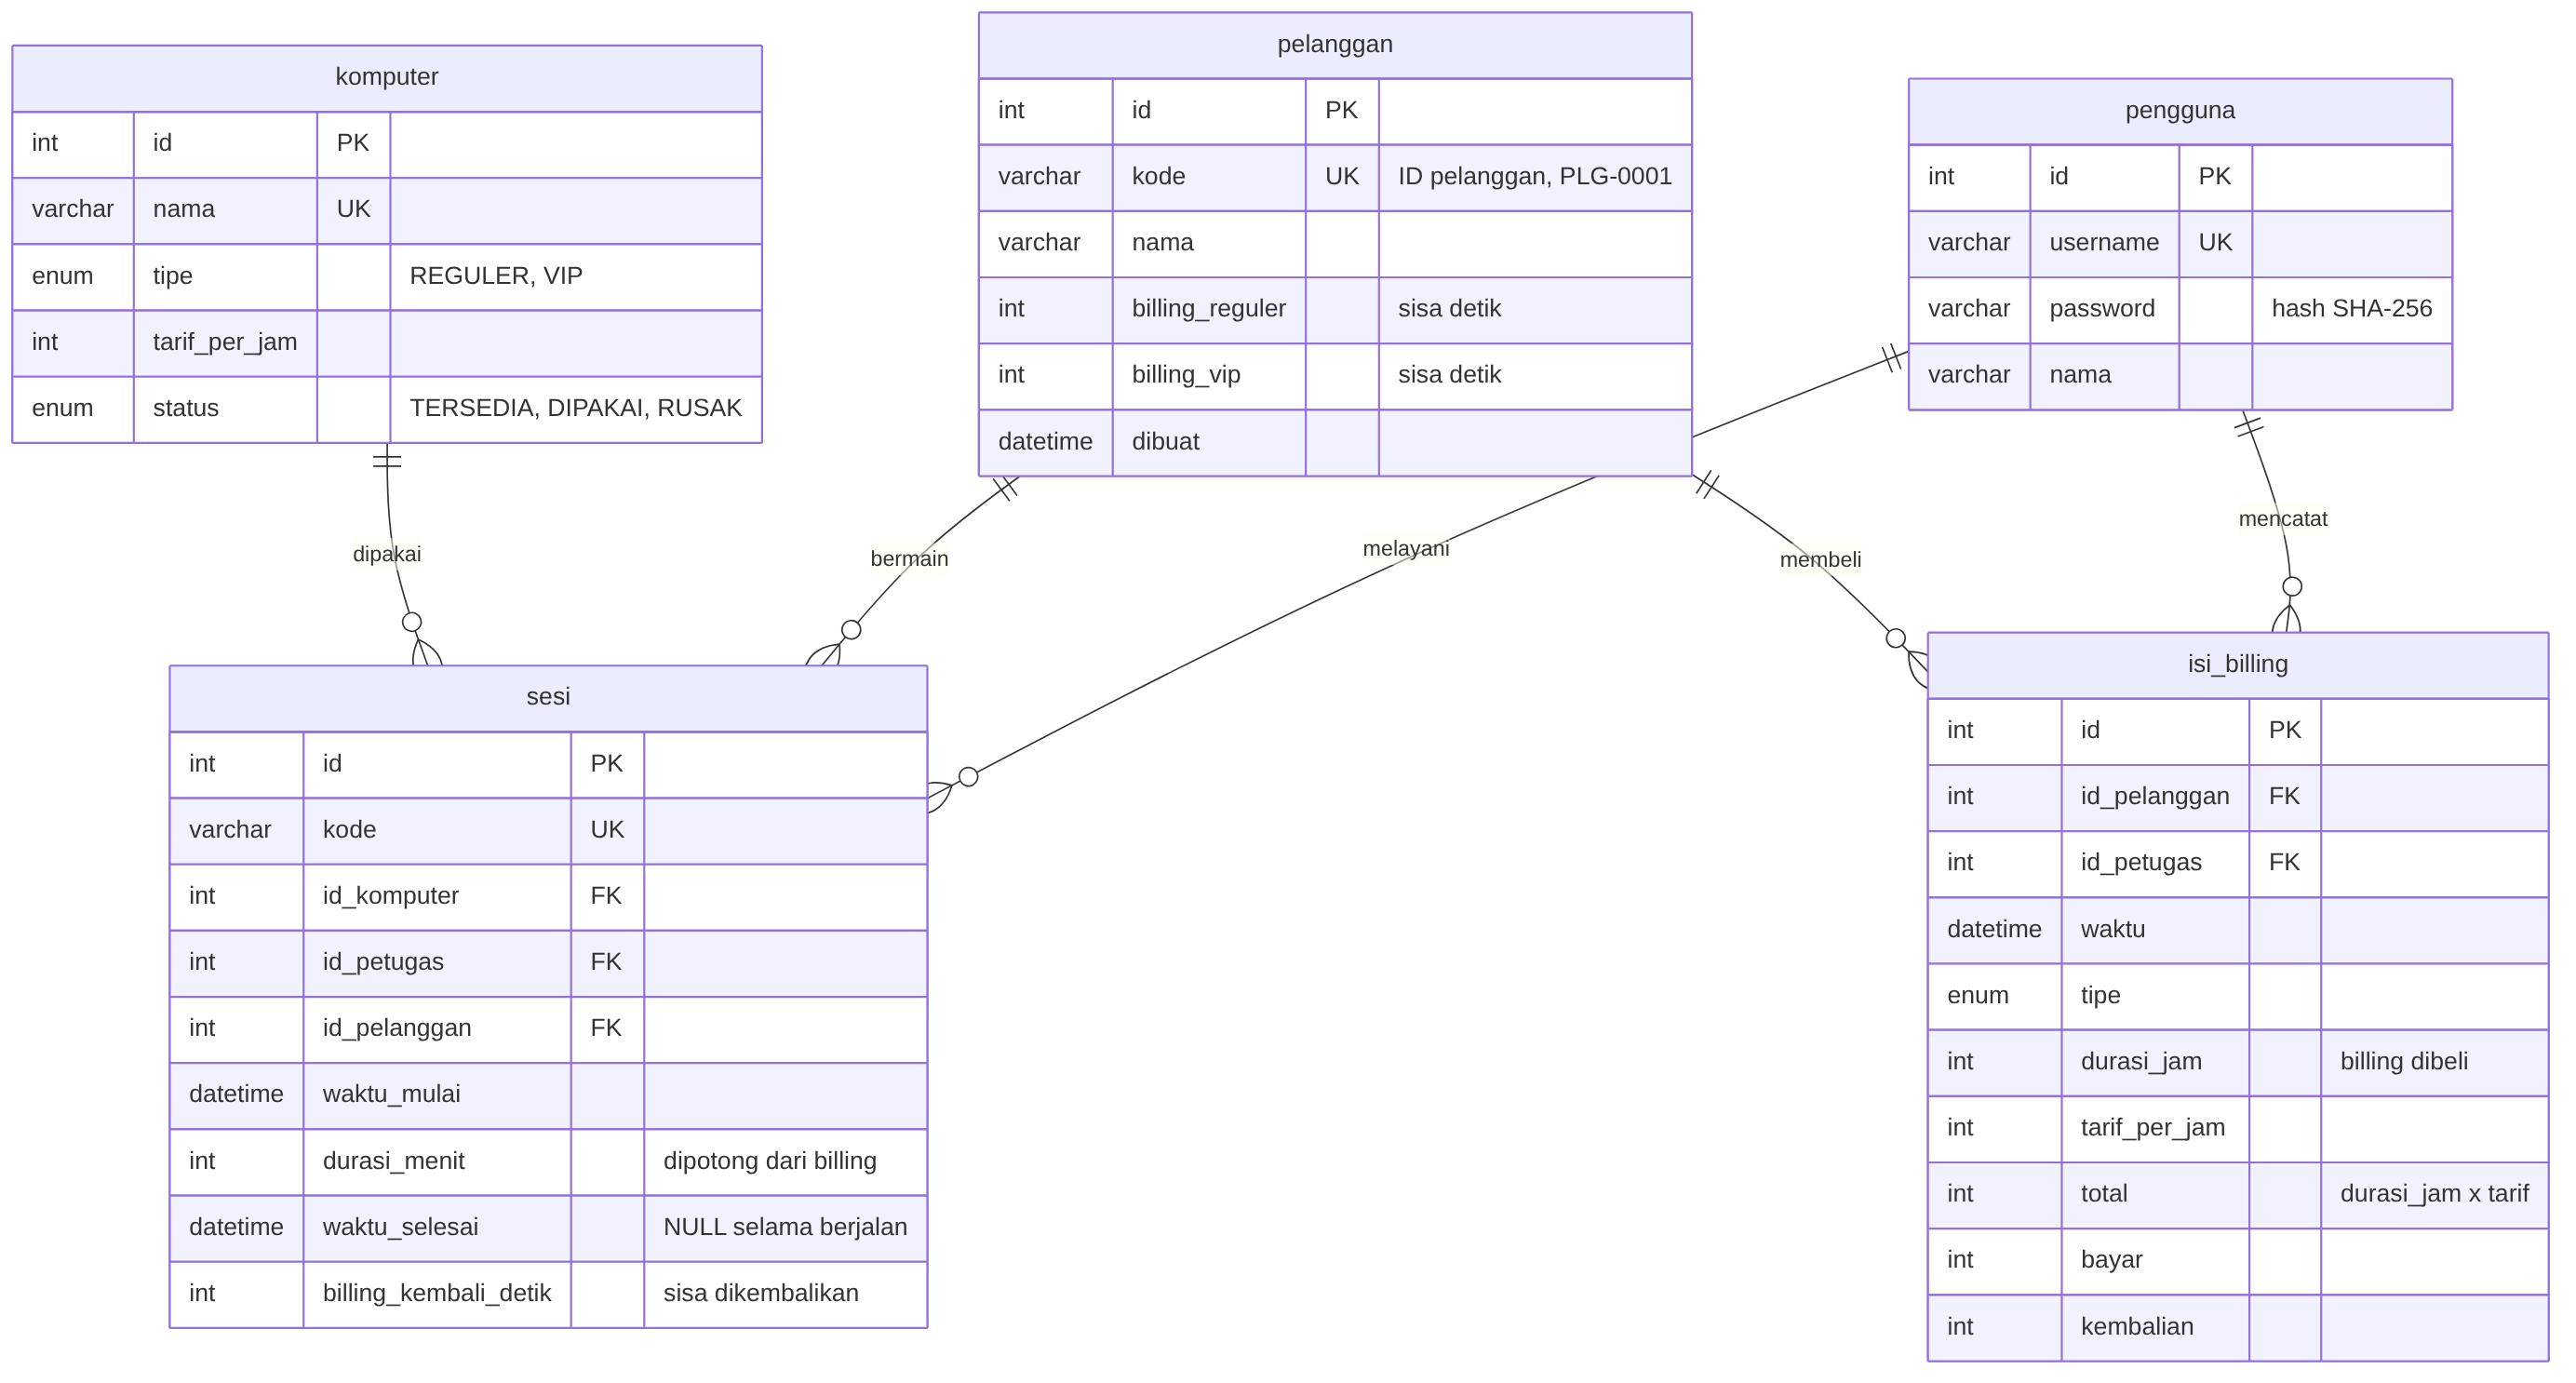 komputer
int id PK
varchar nama UK
enum tipe REGULER, VIP
int tarif_per_jam
enum status TERSEDIA, DIPAKAI, RUSAK
pelanggan
int id PK
varchar kode UK ID pelanggan, PLG-0001
varchar nama
int billing_reguler sisa detik
int billing_vip sisa detik
datetime dibuat
pengguna
int id PK
varchar username UK
varchar password hash SHA-256
varchar nama
dipakai
bermain
melayani
membeli
mencatat
sesi
int id PK
varchar kode UK
int id_komputer FK
int id_petugas FK
int id_pelanggan FK
datetime waktu_mulai
int durasi_menit dipotong dari billing
datetime waktu_selesai NULL selama berjalan
int billing_kembali_detik sisa dikembalikan
isi_billing
int id PK
int id_pelanggan FK
int id_petugas FK
datetime waktu
enum tipe
int durasi_jam billing dibeli
int tarif_per_jam
int total durasi_jam x tarif
int bayar
int kembalian